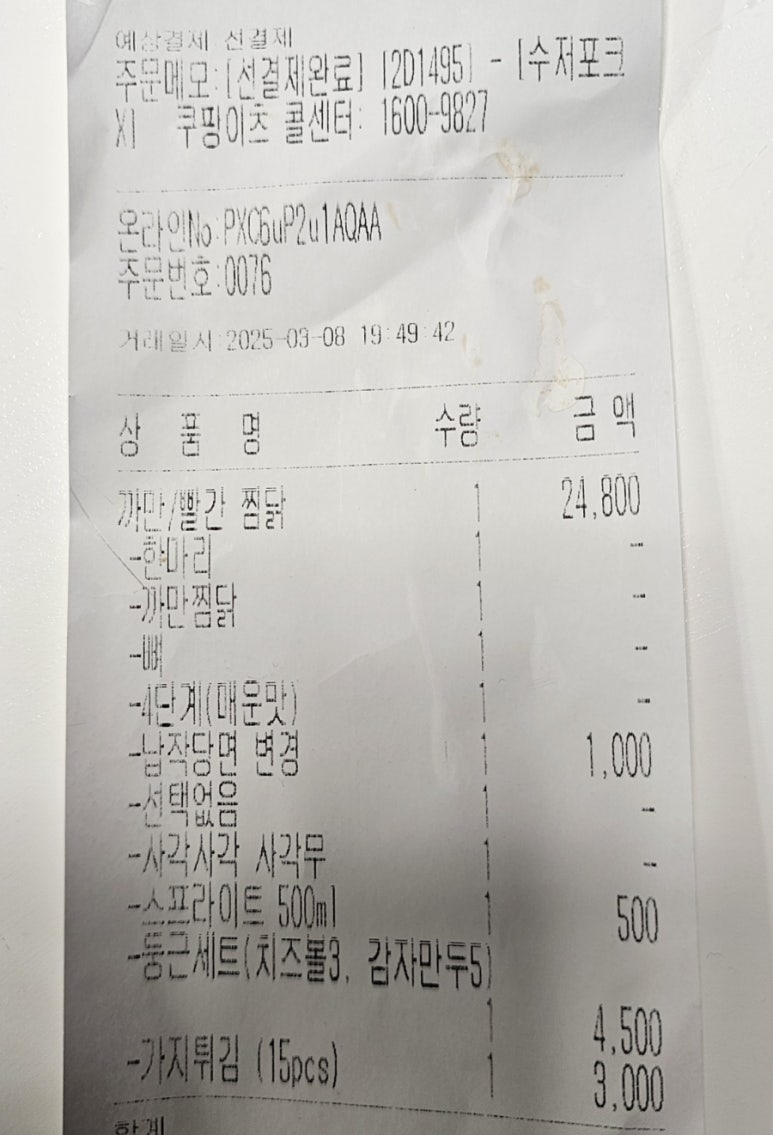 예상결제: 선결제
주문메모:[선결제완료] [2D1495] - [수저포크
X] 쿠팡이츠 콜센터: 1600-9827
온라인No:PXC6uP2u1AQAA
주문번호:0076
거래일시:2025-03-08 19:49:42
상 품 명 수량 금 액
까만/빨간 찜닭 1 24,800
-한마리 1 -
-까만찜닭 1 -
-뼈 1 -
-4단계(매운맛) 1 -
-납작당면 변경 1 1,000
-선택없음 1 -
-사각사각 사각무 1 -
-스프라이트 500ml 1 500
-둥근세트(치즈볼3, 감자만두5)
1 4,500
-가지튀김 (15pcs) 1 3,000
합계